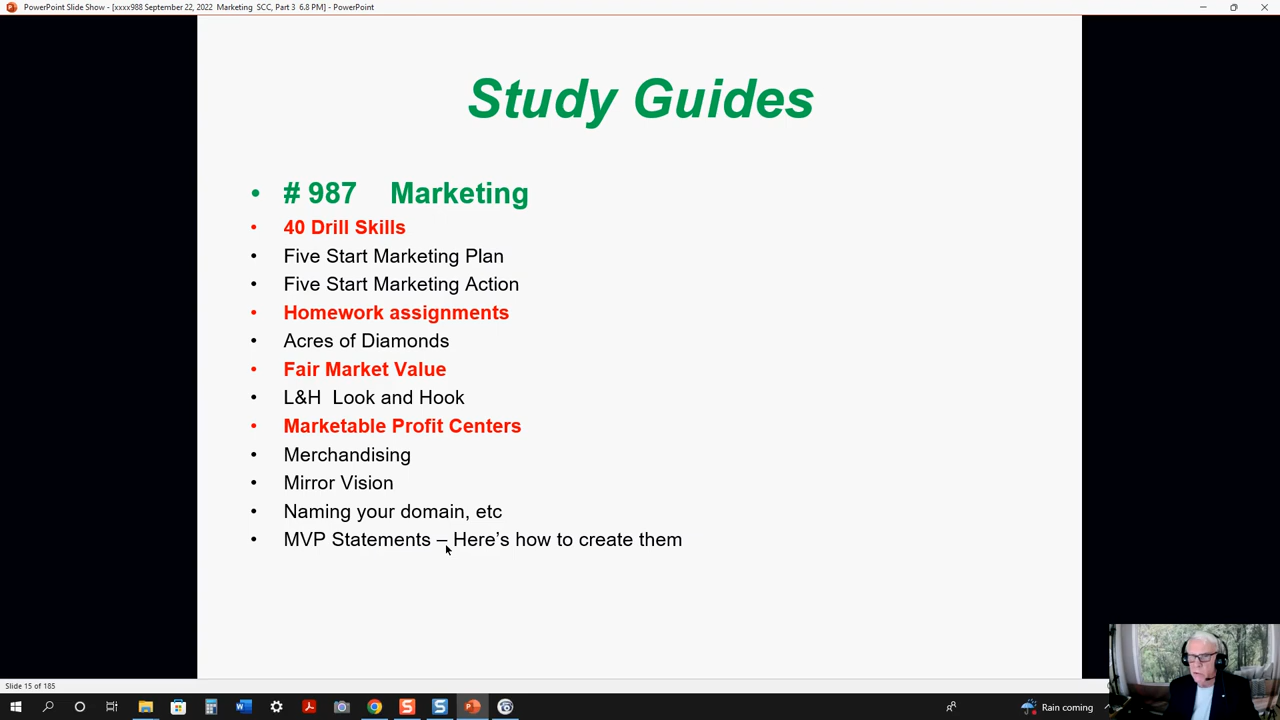 PowerPoint Slide Show - [xxxx988 September 22, 2022 Marketing SCC, Part 3 6.8 PM] - PowerPoint
Study Guides
• # 987 Marketing
• 40 Drill Skills
• Five Start Marketing Plan
• Five Start Marketing Action
• Homework assignments
• Acres of Diamonds
• Fair Market Value
• L&H Look and Hook
• Marketable Profit Centers
• Merchandising
• Mirror Vision
• Naming your domain, etc
• MVP Statements – Here's how to create them
Slide 15 of 185
Rain coming